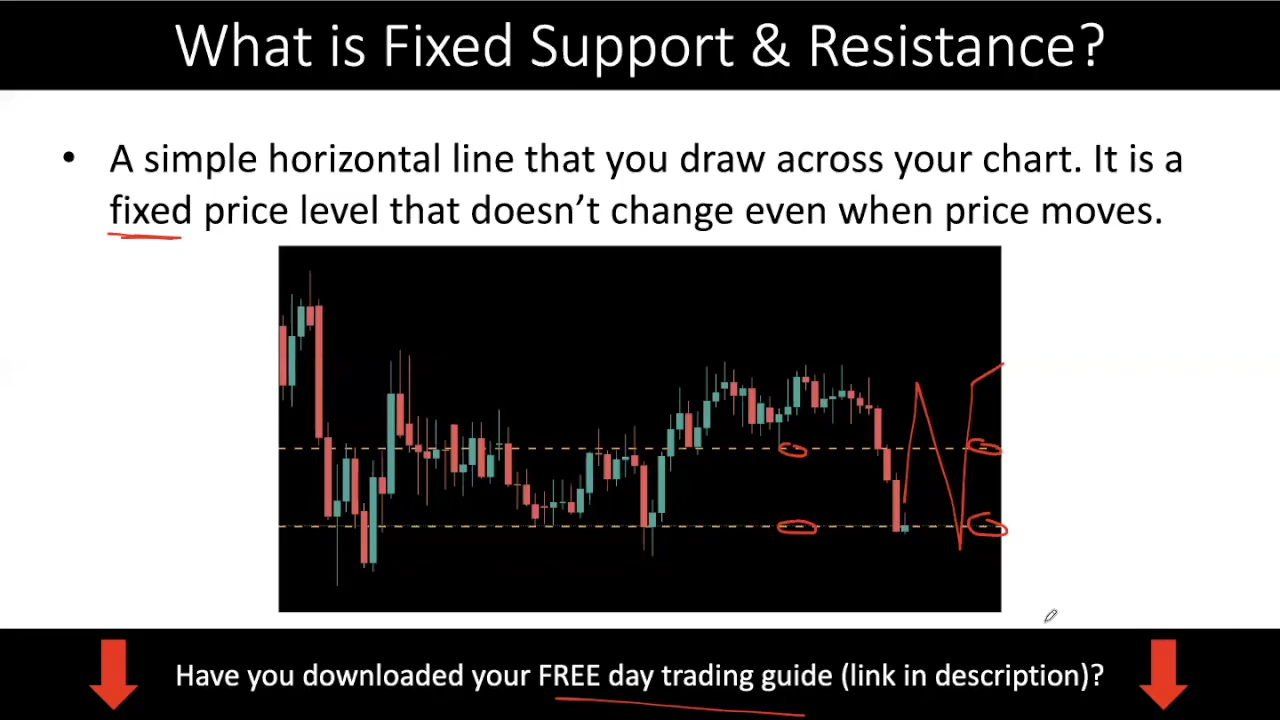 What is Fixed Support & Resistance?
• A simple horizontal line that you draw across your chart. It is a
fixed price level that doesn’t change even when price moves.
Have you downloaded your FREE day trading guide (link in description)?